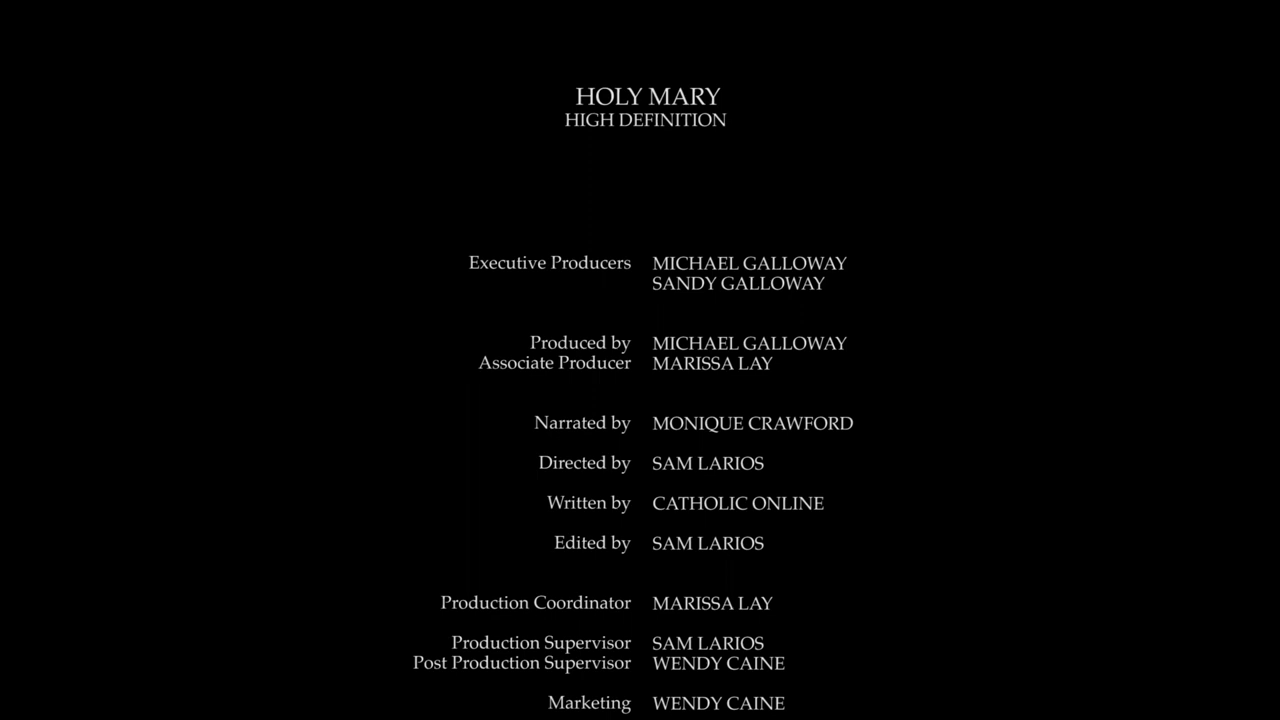 HOLY MARY
HIGH DEFINITION
Executive Producers MICHAEL GALLOWAY
SANDY GALLOWAY
Produced by MICHAEL GALLOWAY
Associate Producer MARISSA LAY
Narrated by MONIQUE CRAWFORD
Directed by SAM LARIOS
Written by CATHOLIC ONLINE
Edited by SAM LARIOS
Production Coordinator MARISSA LAY
Production Supervisor SAM LARIOS
Post Production Supervisor WENDY CAINE
Marketing WENDY CAINE